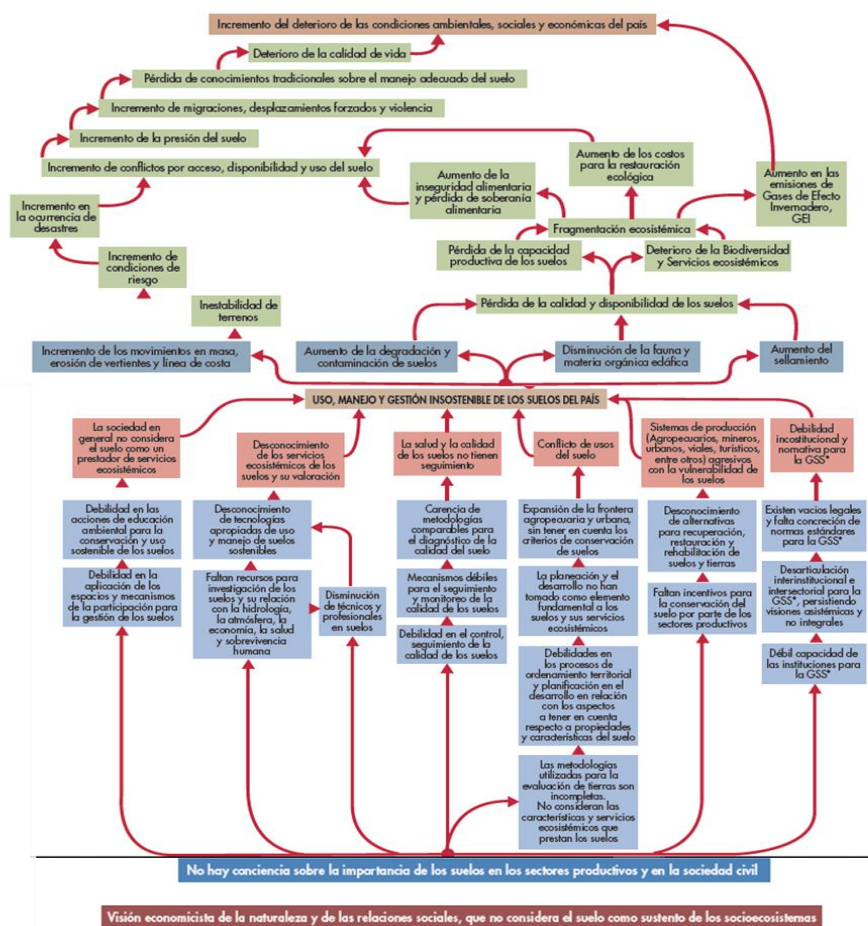 Incremento del deterioro de las condiciones ambientales, sociales y económicas del país
Deterioro de la calidad de vida
Pérdida de conocimientos tradicionales sobre el manejo adecuado del suelo
Incremento de migraciones, desplazamientos forzados y violencia
Incremento de la presión del suelo
Incremento de conflictos por acceso, disponibilidad y uso del suelo
Aumento de los costos
para la restauración
ecológica
Aumento de la
inseguridad alimentaria
y pérdida de soberanía
alimentaria
Aumento en las
emisiones de
Gases de Efecto
Invernadero,
GEI
Incremento en
la ocurrencia de
desastres
Fragmentación ecosistémica
Pérdida de la capacidad
productiva de los suelos
Deterioro de la Biodiversidad
y Servicios ecosistémicos
Incremento de
condiciones de
riesgo
Inestabilidad de
terrenos
Pérdida de la calidad y disponibilidad de los suelos
Incremento de los movimientos en masa,
erosión de vertientes y línea de costa
Aumento de la degradación y
contaminación de suelos
Disminución de la fauna y
materia orgánica edáfica
Aumento del
sellamiento
USO, MANEJO Y GESTIÓN INSOSTENIBLE DE LOS SUELOS DEL PAÍS
La sociedad en
general no considera
el suelo como un
prestador de servicios
ecosistémicos
Desconocimiento
de los servicios
ecosistémicos de los
suelos y su valoración
La salud y la calidad
de los suelos no tienen
seguimiento
Conflicto de usos
del suelo
Sistemas de producción
(Agropecuarios, mineros,
urbanos, viales, turísticos,
entre otros) agresivos
con la vulnerabilidad de
los suelos
Debilidad
incostitucional y
normativa para la
GSS*
Debilidad en las
acciones de educación
ambiental para la
conservación y uso
sostenible de los suelos
Desconocimiento
de tecnologías
apropiadas de uso
y manejo de suelos
sostenibles
Carencia de
metodologías
comparables para
el diagnóstico de la
calidad del suelo
Expansión de la frontera
agropecuaria y urbana,
sin tener en cuenta los
criterios de conservación
de suelos
Desconocimiento
de alternativas
para recuperación,
restauración y
rehabilitación de
suelos y tierras
Existen vacios legales
y falta concreción de
normas estándares
para la GSS*
Debilidad en la
aplicación de los
espacios y mecanismos
de la participación para
la gestión de los suelos
Faltan recursos para
investigación de los
suelos y su relación
con la hidrología,
la atmósfera, la
economía, la salud
y sobrevivencia
humana
Disminución
de técnicos y
profesionales
en suelos
Mecanismos débiles
para el seguimiento
y monitoreo de la
calidad de los suelos
Debilidad en el control,
seguimiento de la
calidad de los suelos
La planeación y el
desarrollo no han
tomado como elemento
fundamental a los
suelos y sus servicios
ecosistémicos
Faltan incentivos para
la conservación del
suelo por parte de los
sectores productivos
Desarticulación
interinstitucional e
intersectorial para la
GSS*, persistiendo
visiones asistémicas y
no integrales
Débil capacidad de
las instituciones para
la GSS*
Debilidades en
los procesos de
ordenamiento territorial
y planificación en el
desarrollo en relación
con los aspectos
a tener en cuenta
respecto a propiedades
y características del suelo
Las metodologías
utilizadas para la
evaluación de tierras son
incompletas.
No consideran las
características y servicios
ecosistémicos que
prestan los suelos
No hay conciencia sobre la importancia de los suelos en los sectores productivos y en la sociedad civil
Visión economicista de la naturaleza y de las relaciones sociales, que no considera el suelo como sustento de los socioecosistemas